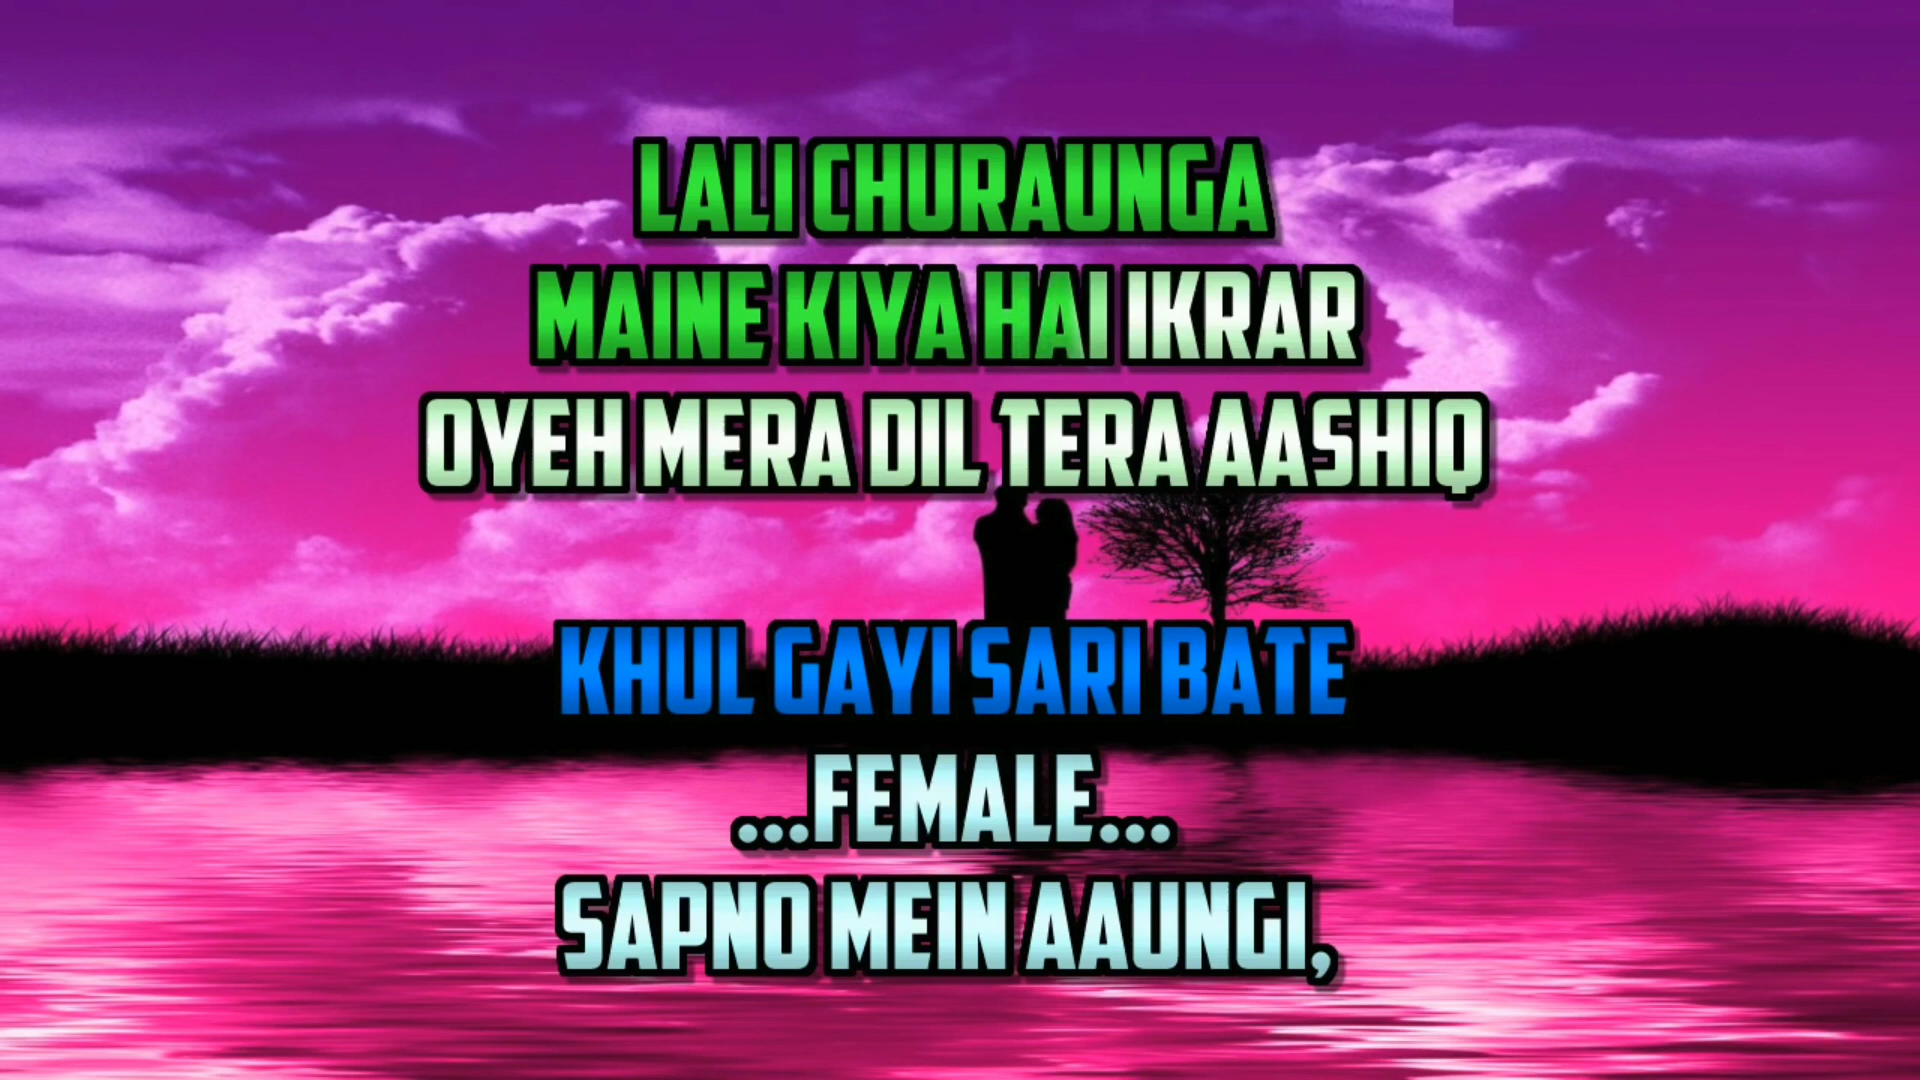 LALI CHURAUNGA
MAINE KIYA HAI IKRAR
OYEH MERA DIL TERA AASHIQ
KHUL GAYI SARI BATE
...FEMALE...
SAPNO MEIN AAUNGI,